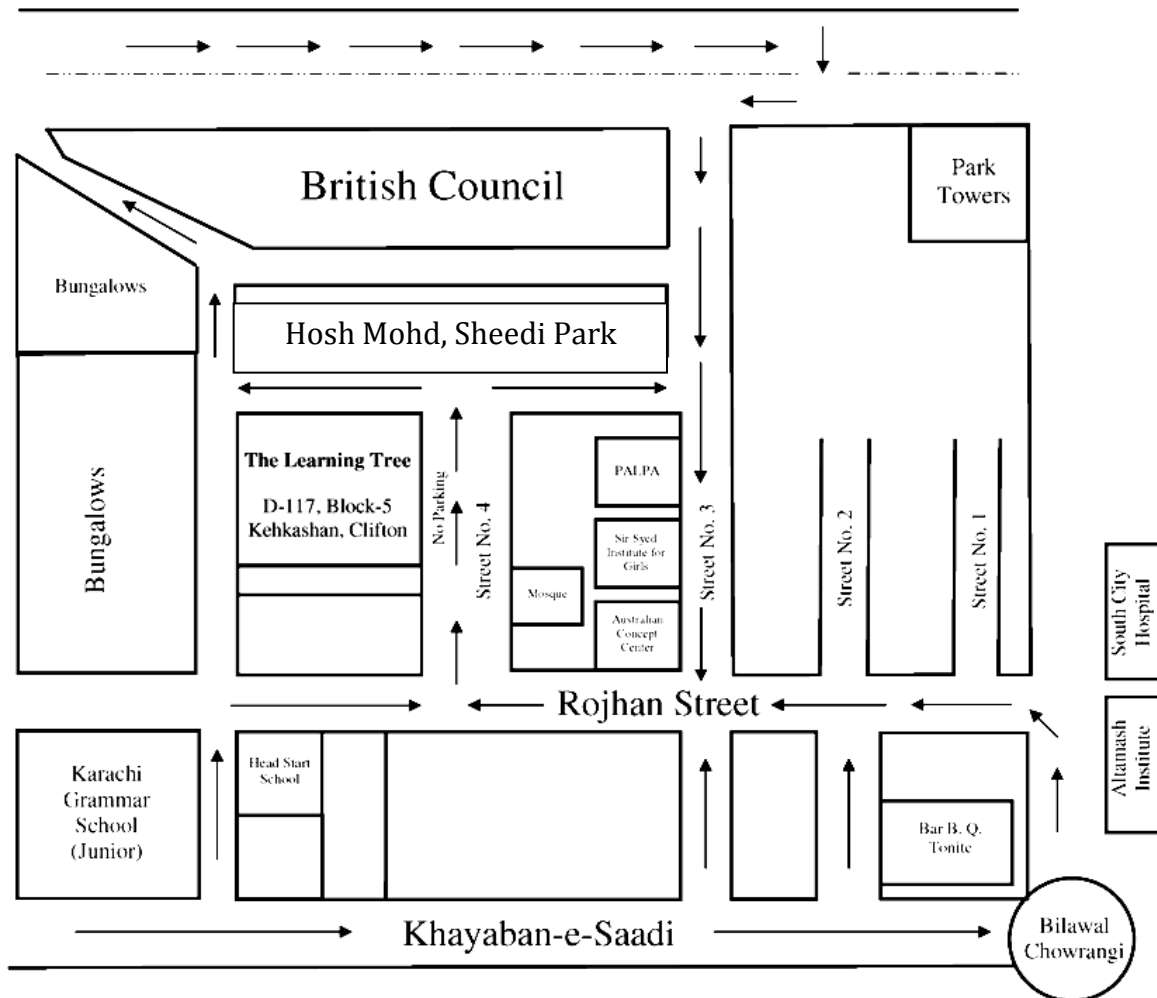 British Council
Park
Towers
Bungalows
Hosh Mohd, Sheedi Park
Bungalows
The Learning Tree
D-117, Block-5
Kehkashan, Clifton
No Parking
Street No. 4
PALPA
Sir Syed
Institute for
Girls
Mosque
Australian
Concept
Center
Street No. 3
Street No. 2
Street No. 1
South City
Hospital
Rojhan Street
Karachi
Grammar
School
(Junior)
Head Start
School
Bar B. Q.
Tonite
Altamash
Institute
Khayaban-e-Saadi
Bilawal
Chowrangi